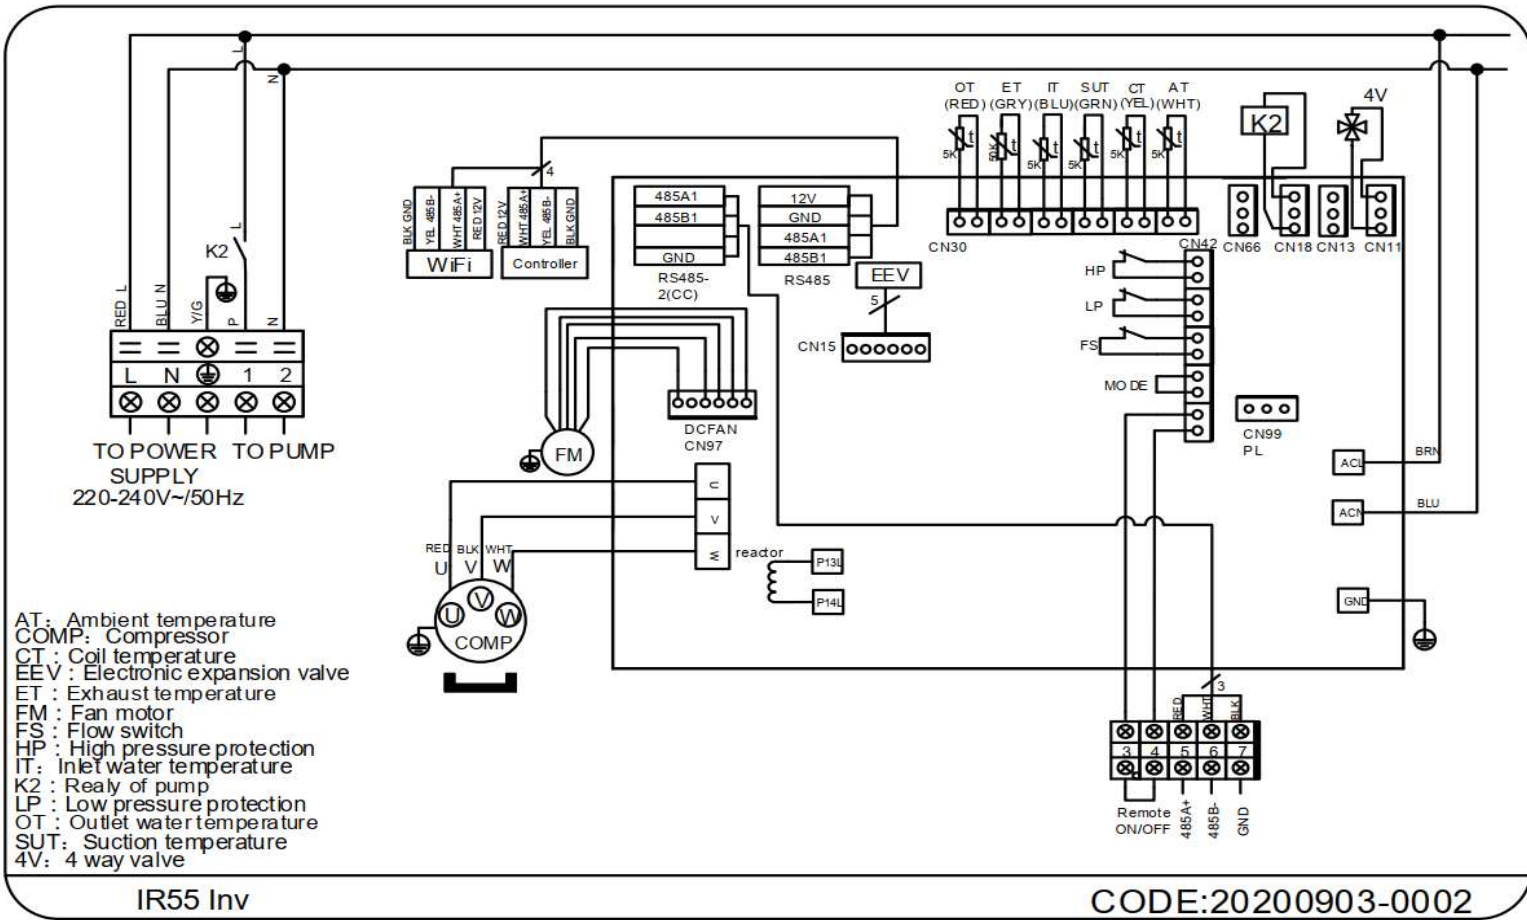 L
N
OT ET IT SUT CT AT
(RED) (GRY) (BLU) (GRN) (YEL) (WHT)
5K 50K 5K 5K 5K 5K
t t t t t t
K2
4V
4
BLK GND
YEL 485B-
WHT 485A+
RED 12V
WiFi
RED 12V
WHT 485A+
YEL 485B-
BLK GND
Controller
485A1
485B1
GND
RS485-
2(CC)
12V
GND
485A1
485B1
RS485
CN30
CN42
CN66 CN18 CN13 CN11
EEV
5
CN15
HP
LP
FS
MODE
CN99
PL
K2
L
RED L
BLU N
Y/G
P
N
L N 1 2
TO POWER
SUPPLY
220-240V~/50Hz
TO PUMP
DCFAN
CN97
FM
U
V
W
RED BLK WHT
U V W
U V W
COMP
reactor
P13L
P14L
ACL
BRN
ACN
BLU
GND
3
RED
WHT
BLK
3 4 5 6 7
Remote
ON/OFF
485A+
485B-
GND
AT: Ambient temperature
COMP: Compressor
CT : Coil temperature
EEV : Electronic expansion valve
ET : Exhaust temperature
FM : Fan motor
FS : Flow switch
HP : High pressure protection
IT: Inlet water temperature
K2 : Realy of pump
LP : Low pressure protection
OT : Outlet water temperature
SUT: Suction temperature
4V: 4 way valve
IR55 Inv
CODE:20200903-0002